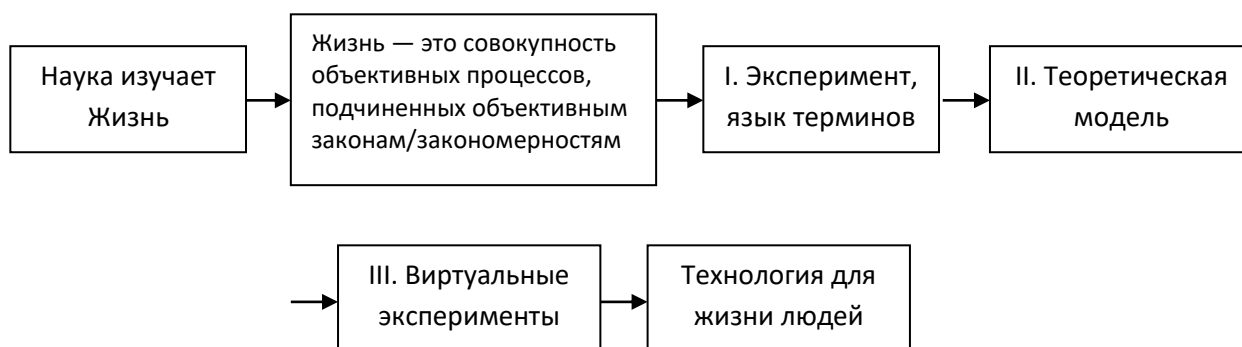 Наука изучает
Жизнь
Жизнь — это совокупность
объективных процессов,
подчиненных объективным
законам/закономерностям
I. Эксперимент,
язык терминов
II. Теоретическая
модель
III. Виртуальные
эксперименты
Технология для
жизни людей